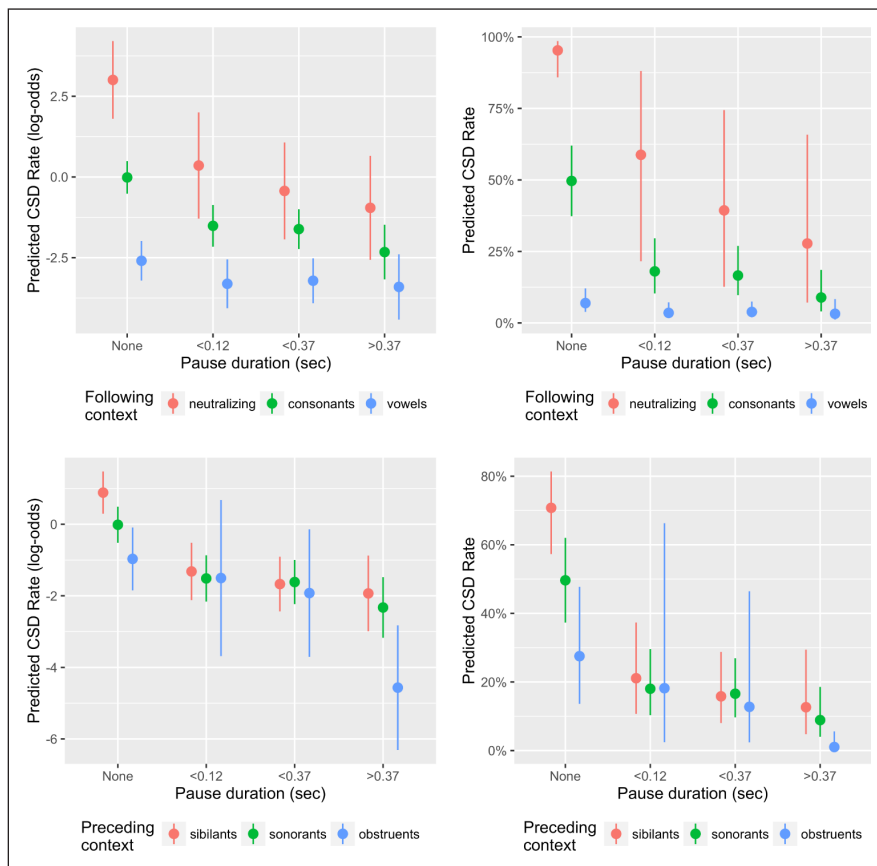 Predicted CSD Rate (log-odds)
2.5
0.0
-2.5
None
<0.12
<0.37
>0.37
Pause duration (sec)
Following
context
neutralizing
consonants
vowels
Predicted CSD Rate
100%
75%
50%
25%
0%
None
<0.12
<0.37
>0.37
Pause duration (sec)
Following
context
neutralizing
consonants
vowels
Predicted CSD Rate (log-odds)
0
-2
-4
-6
None
<0.12
<0.37
>0.37
Pause duration (sec)
Preceding
context
sibilants
sonorants
obstruents
Predicted CSD Rate
80%
60%
40%
20%
0%
None
<0.12
<0.37
>0.37
Pause duration (sec)
Preceding
context
sibilants
sonorants
obstruents